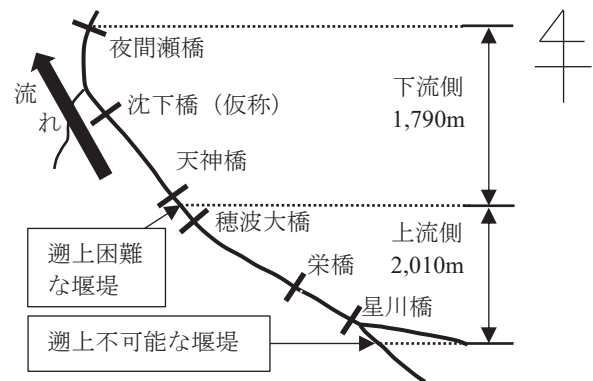 夜間瀬橋
流れ
沈下橋（仮称）
下流側
1,790m
天神橋
穂波大橋
遡上困難
な堰堤
上流側
2,010m
栄橋
星川橋
遡上不可能な堰堤